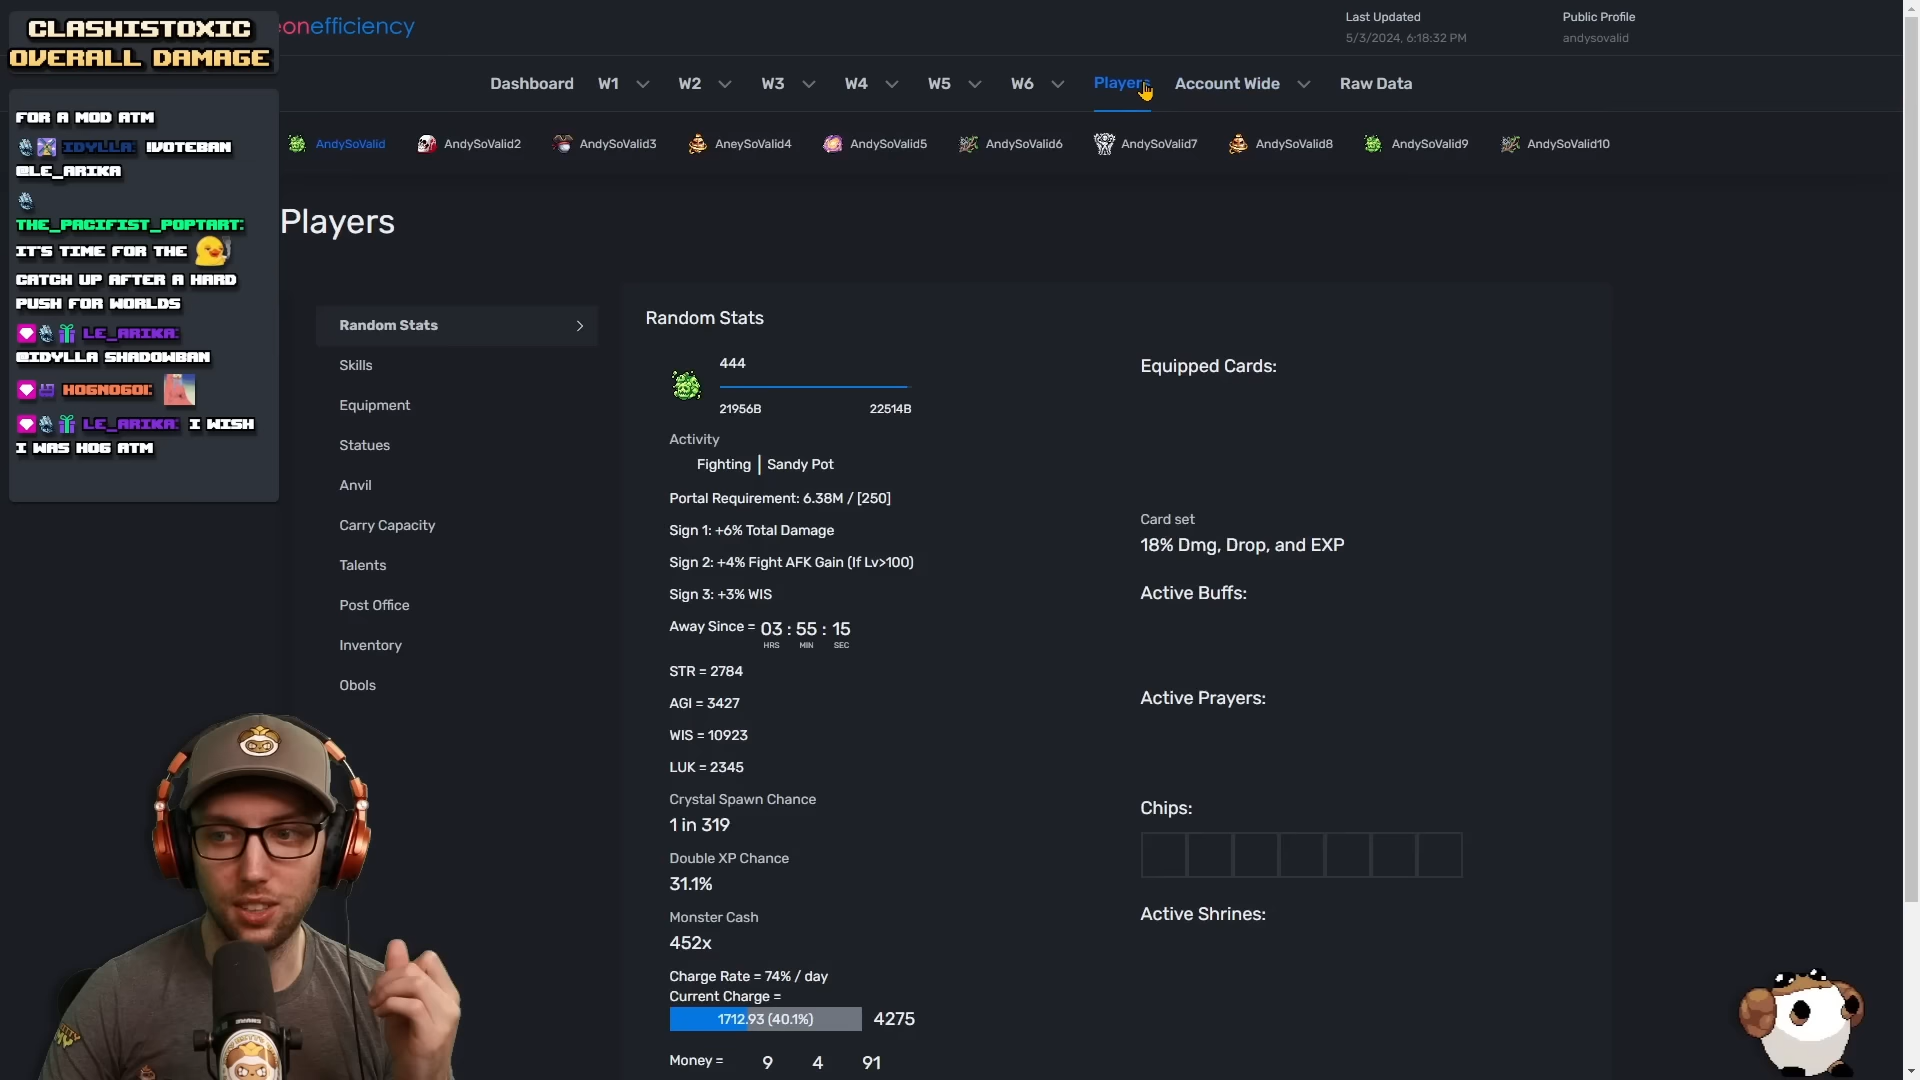 CLASHISTOXIC
OVERALL DAMAGE
FOR A MOD ATM
IDYLLA: !VOTEBAN
@LE_ARIKA
THE_PACIFIST_POPTART:
IT'S TIME FOR THE
CATCH UP AFTER A HARD
PUSH FOR WORLDS
LE_ARIKA:
@IDYLLA SHADOWBAN
HOGNOGOI:
LE_ARIKA: I WISH
I WAS HOG ATM
onefficiency
Last Updated
5/3/2024, 6:18:32 PM
Public Profile
andysovalid
Dashboard W1 W2 W3 W4 W5 W6 Players Account Wide Raw Data
AndySoValid AndySoValid2 AndySoValid3 AneySoValid4 AndySoValid5 AndySoValid6 AndySoValid7 AndySoValid8 AndySoValid9 AndySoValid10
Players
Random Stats
Skills
Equipment
Statues
Anvil
Carry Capacity
Talents
Post Office
Inventory
Obols
Random Stats
444
21956B 22514B
Activity
Fighting | Sandy Pot
Portal Requirement: 6.38M / [250]
Sign 1: +6% Total Damage
Sign 2: +4% Fight AFK Gain (If Lv>100)
Sign 3: +3% WIS
Away Since = 03 : 55 : 15
HRS MIN SEC
STR = 2784
AGI = 3427
WIS = 10923
LUK = 2345
Crystal Spawn Chance
1 in 319
Double XP Chance
31.1%
Monster Cash
452x
Charge Rate = 74% / day
Current Charge =
1712.93 (40.1%) 4275
Money = 9 4 91
Equipped Cards:
Card set
18% Dmg, Drop, and EXP
Active Buffs:
Active Prayers:
Chips:
Active Shrines: